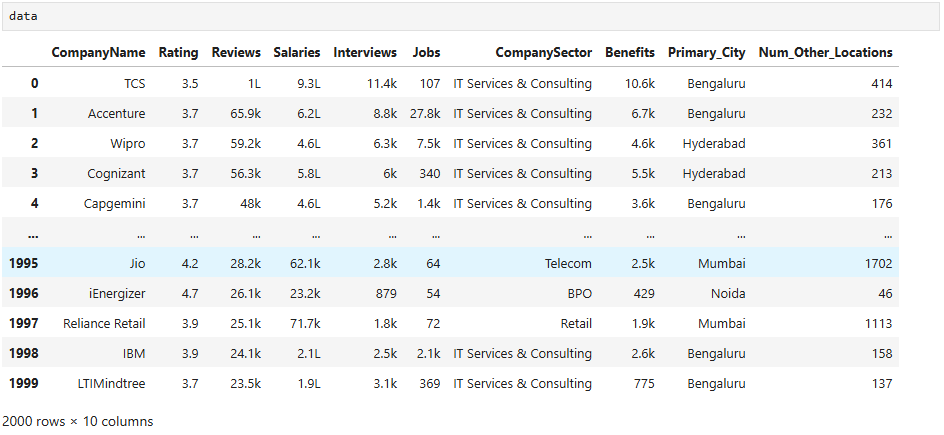 data
CompanyName Rating Reviews Salaries Interviews Jobs CompanySector Benefits Primary_City Num_Other_Locations
0 TCS 3.5 1L 9.3L 11.4k 107 IT Services & Consulting 10.6k Bengaluru 414
1 Accenture 3.7 65.9k 6.2L 8.8k 27.8k IT Services & Consulting 6.7k Bengaluru 232
2 Wipro 3.7 59.2k 4.6L 6.3k 7.5k IT Services & Consulting 4.6k Hyderabad 361
3 Cognizant 3.7 56.3k 5.8L 6k 340 IT Services & Consulting 5.5k Hyderabad 213
4 Capgemini 3.7 48k 4.6L 5.2k 1.4k IT Services & Consulting 3.6k Bengaluru 176
... ... ... ... ... ... ... ... ... ... ...
1995 Jio 4.2 28.2k 62.1k 2.8k 64 Telecom 2.5k Mumbai 1702
1996 iEnergizer 4.7 26.1k 23.2k 879 54 BPO 429 Noida 46
1997 Reliance Retail 3.9 25.1k 71.7k 1.8k 72 Retail 1.9k Mumbai 1113
1998 IBM 3.9 24.1k 2.1L 2.5k 2.1k IT Services & Consulting 2.6k Bengaluru 158
1999 LTIMindtree 3.7 23.5k 1.9L 3.1k 369 IT Services & Consulting 775 Bengaluru 137
2000 rows × 10 columns